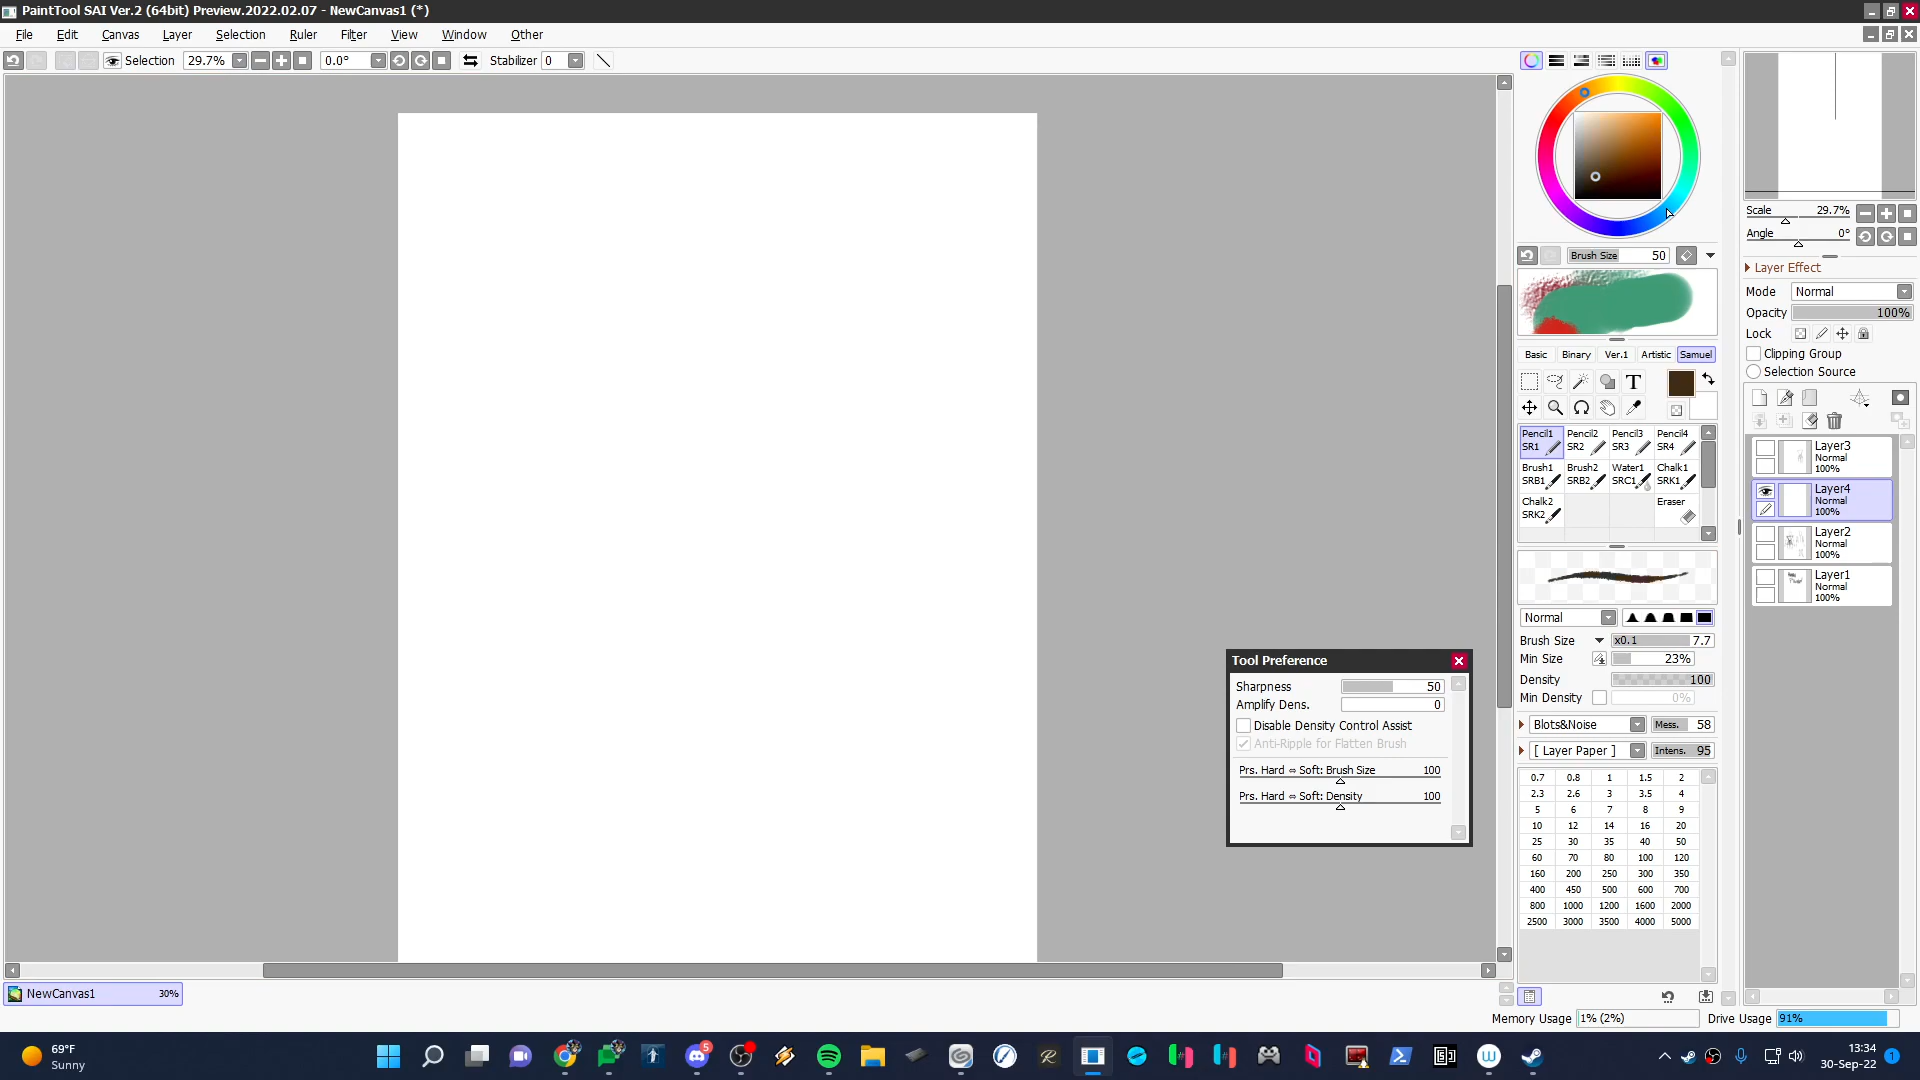 PaintTool SAI Ver.2 (64bit) Preview.2022.02.07 - NewCanvas1 (*)
File Edit Canvas Layer Selection Ruler Filter View Window Other
Selection 29.7% 0.0° Stabilizer 0
Scale 29.7%
Angle 0°
Brush Size 50
Layer Effect
Mode Normal
Opacity 100%
Lock
Clipping Group
Selection Source
Basic Binary Ver.1 Artistic Samuel
T
Pencil1 Pencil2 Pencil3 Pencil4
SR1 SR2 SR3 SR4
Brush1 Brush2 Water1 Chalk1
SRB1 SRB2 SRC1 SRK1
Chalk2 Eraser
SRK2
Layer3
Normal
100%
Layer4
Normal
100%
Layer2
Normal
100%
Layer1
Normal
100%
Normal
Brush Size x0.1 7.7
Min Size 23%
Density 100
Min Density 0%
Blots&Noise Mess. 58
[ Layer Paper ] Intens. 95
Tool Preference
Sharpness 50
Amplify Dens. 0
Disable Density Control Assist
Anti-Ripple for Flatten Brush
Prs. Hard ⇔ Soft: Brush Size 100
Prs. Hard ⇔ Soft: Density 100
0.7 0.8 1 1.5 2
2.3 2.6 3 3.5 4
5 6 7 8 9
10 12 14 16 20
25 30 35 40 50
60 70 80 100 120
160 200 250 300 350
400 450 500 600 700
800 1000 1200 1600 2000
2500 3000 3500 4000 5000
NewCanvas1 30%
Memory Usage 1% (2%) Drive Usage 91%
69°F
Sunny
5
13:34
30-Sep-22
1